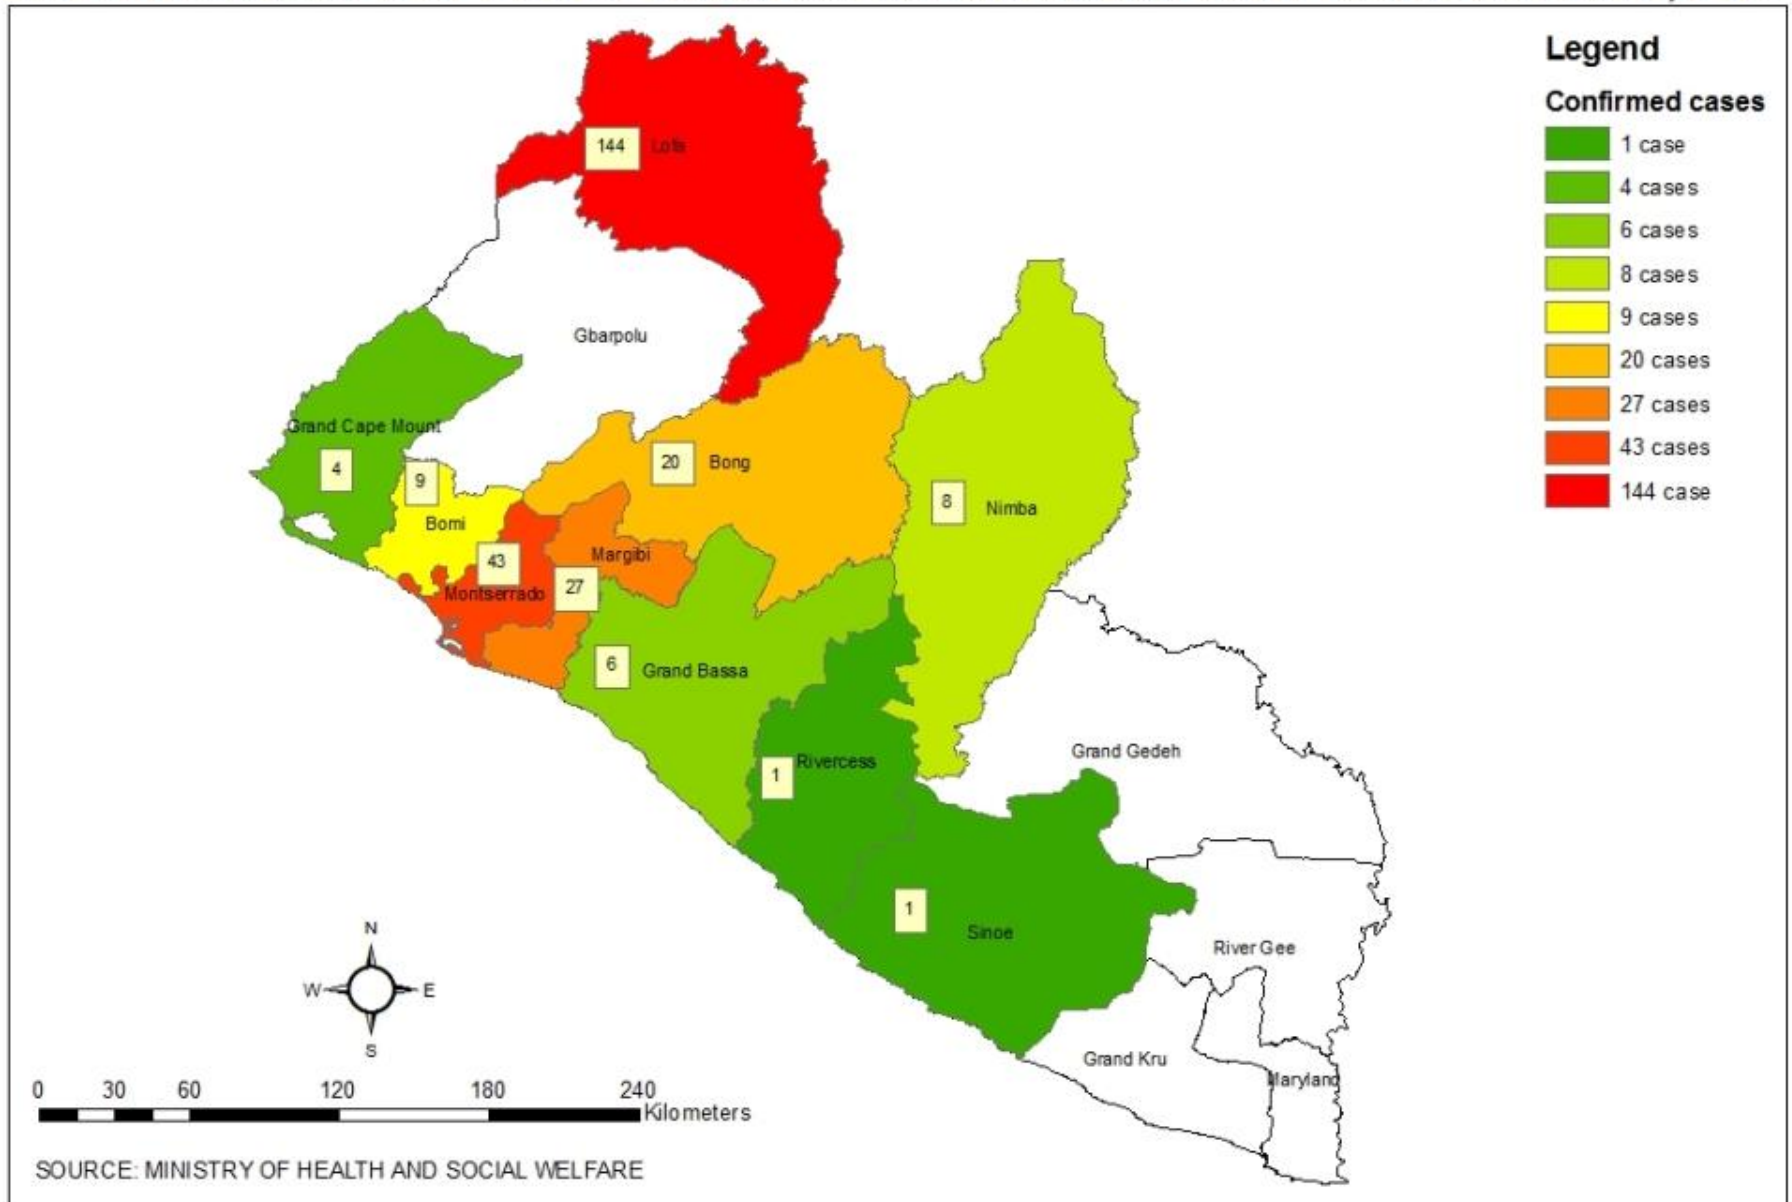 Legend
Confirmed cases
1 case
4 cases
6 cases
8 cases
9 cases
20 cases
27 cases
43 cases
144 case
144 Lofa
Gbarpolu
Grand Cape Mount
4
9
Bomi
20 Bong
8 Nimba
43
Montserrado
Margibi
27
6 Grand Bassa
1 Rivercess
Grand Gedeh
1
Sinoe
River Gee
Grand Kru
Maryland
N
W E
S
0 30 60 120 180 240
Kilometers
SOURCE: MINISTRY OF HEALTH AND SOCIAL WELFARE